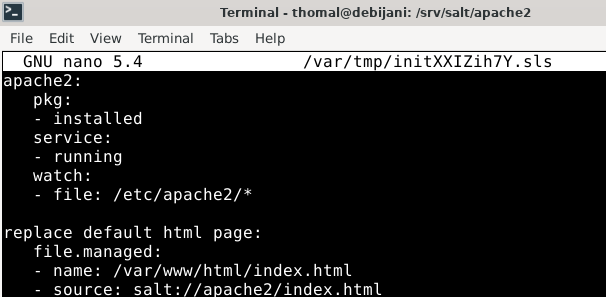 Terminal - thomal@debijani: /srv/salt/apache2
File Edit View Terminal Tabs Help
GNU nano 5.4 /var/tmp/initXXIZih7Y.sls
apache2:
   pkg:
   - installed
   service:
   - running
   watch:
   - file: /etc/apache2/*

replace default html page:
   file.managed:
   - name: /var/www/html/index.html
   - source: salt://apache2/index.html